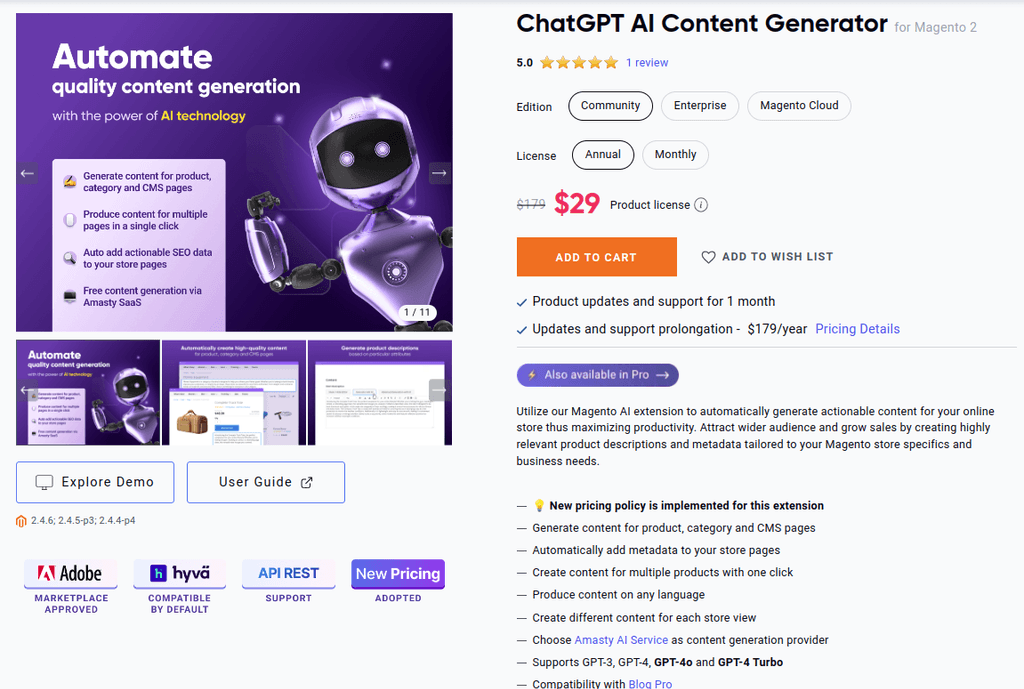 Automate
quality content generation
with the power of AI technology
Generate content for product,
category and CMS pages
Produce content for multiple
pages in a single click
Auto add actionable SEO data
to your store pages
Free content generation via
Amasty SaaS
1 / 11
Automate
quality content generation
with the power of AI technology
Automatically create high-quality content
for product, category and CMS pages
Generate product descriptions
based on particular attributes
Explore Demo
User Guide
2.4.6; 2.4.5-p3; 2.4.4-p4
Adobe
MARKETPLACE
APPROVED
hyvä
COMPATIBLE
BY DEFAULT
API REST
SUPPORT
New Pricing
ADOPTED
ChatGPT AI Content Generator for Magento 2
5.0 1 review
Edition Community Enterprise Magento Cloud
License Annual Monthly
$179 $29 Product license
ADD TO CART
ADD TO WISH LIST
Product updates and support for 1 month
Updates and support prolongation - $179/year Pricing Details
Also available in Pro
Utilize our Magento AI extension to automatically generate actionable content for your online
store thus maximizing productivity. Attract wider audience and grow sales by creating highly
relevant product descriptions and metadata tailored to your Magento store specifics and
business needs.
— 💡 New pricing policy is implemented for this extension
— Generate content for product, category and CMS pages
— Automatically add metadata to your store pages
— Create content for multiple products with one click
— Produce content on any language
— Create different content for each store view
— Choose Amasty AI Service as content generation provider
— Supports GPT-3, GPT-4, GPT-4o and GPT-4 Turbo
— Compatibility with Blog Pro